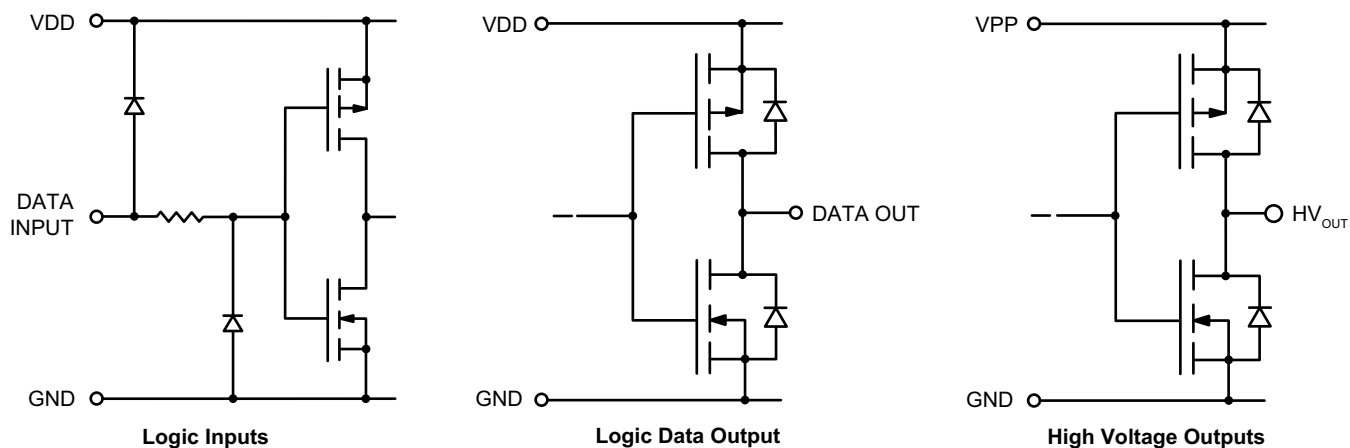 VDD
DATA
INPUT
GND
Logic Inputs
VDD
DATA OUT
GND
Logic Data Output
VPP
HVOUT
GND
High Voltage Outputs